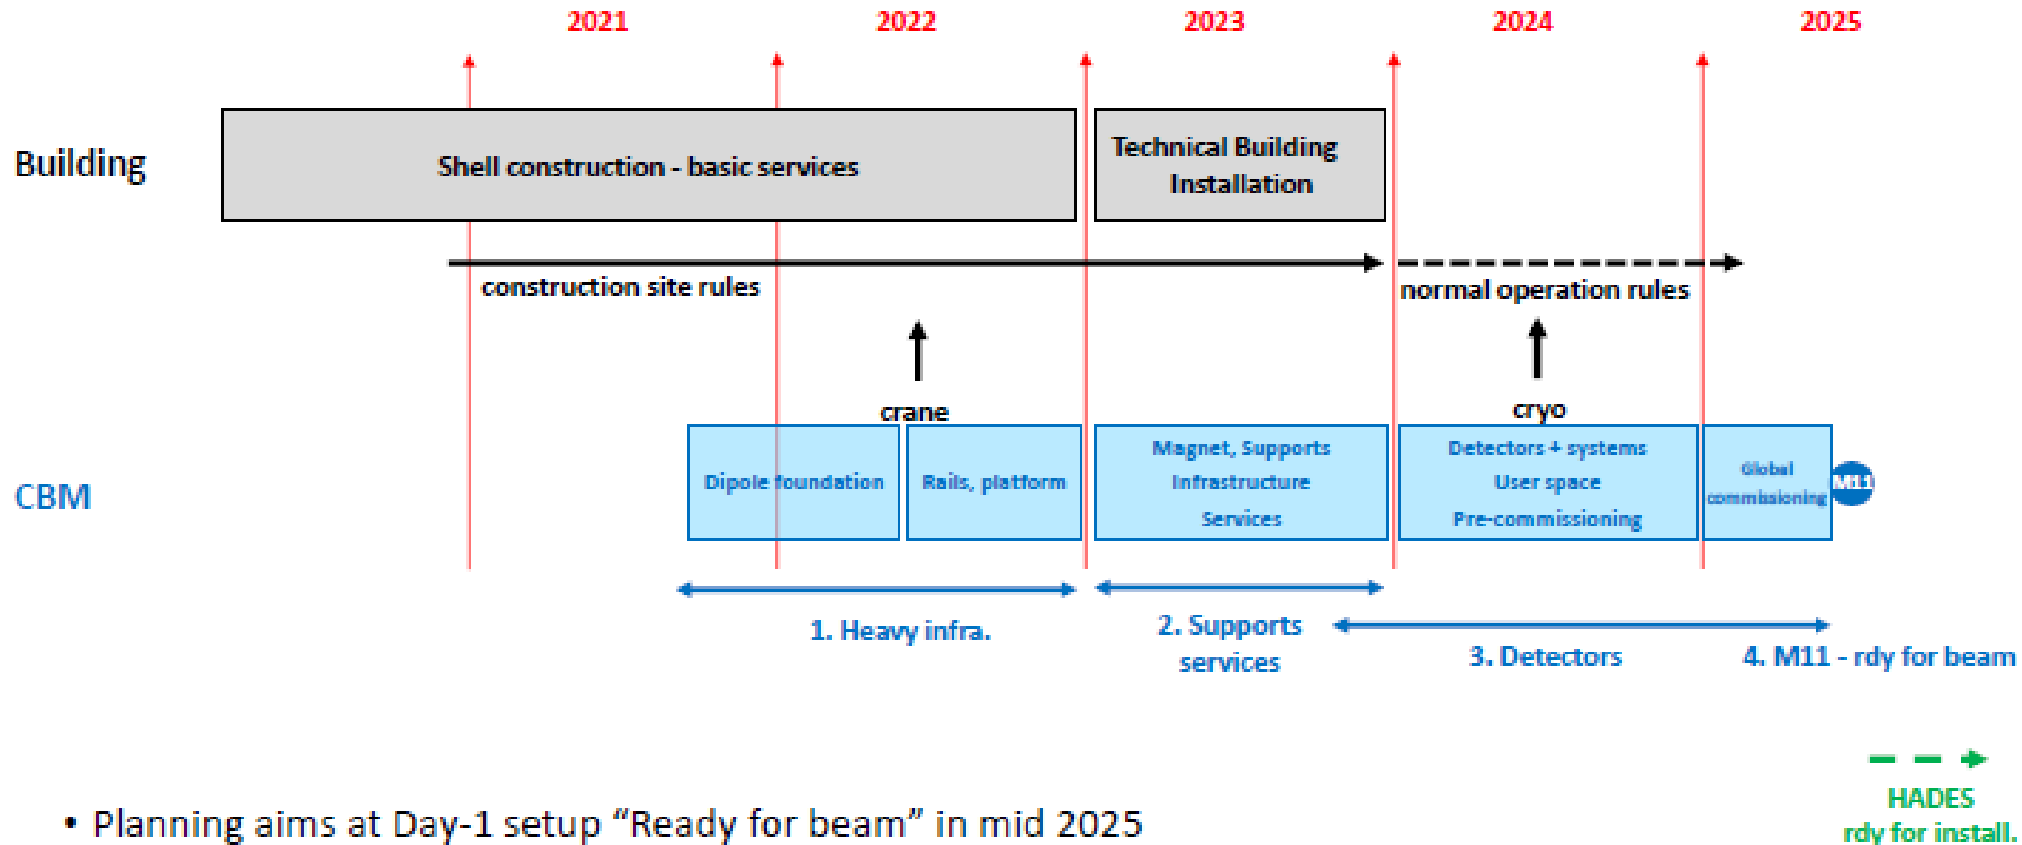 2021 2022 2023 2024 2025
Building
Shell construction - basic services
Technical Building
Installation
construction site rules
normal operation rules
crane
cryo
CBM
Dipole foundation
Rails, platform
Magnet, Supports
Infrastructure
Services
Detectors + systems
User space
Pre-commissioning
Global
commissioning
M11
1. Heavy infra.
2. Supports
services
3. Detectors
4. M11 - rdy for beam
HADES
rdy for install.
• Planning aims at Day-1 setup “Ready for beam” in mid 2025